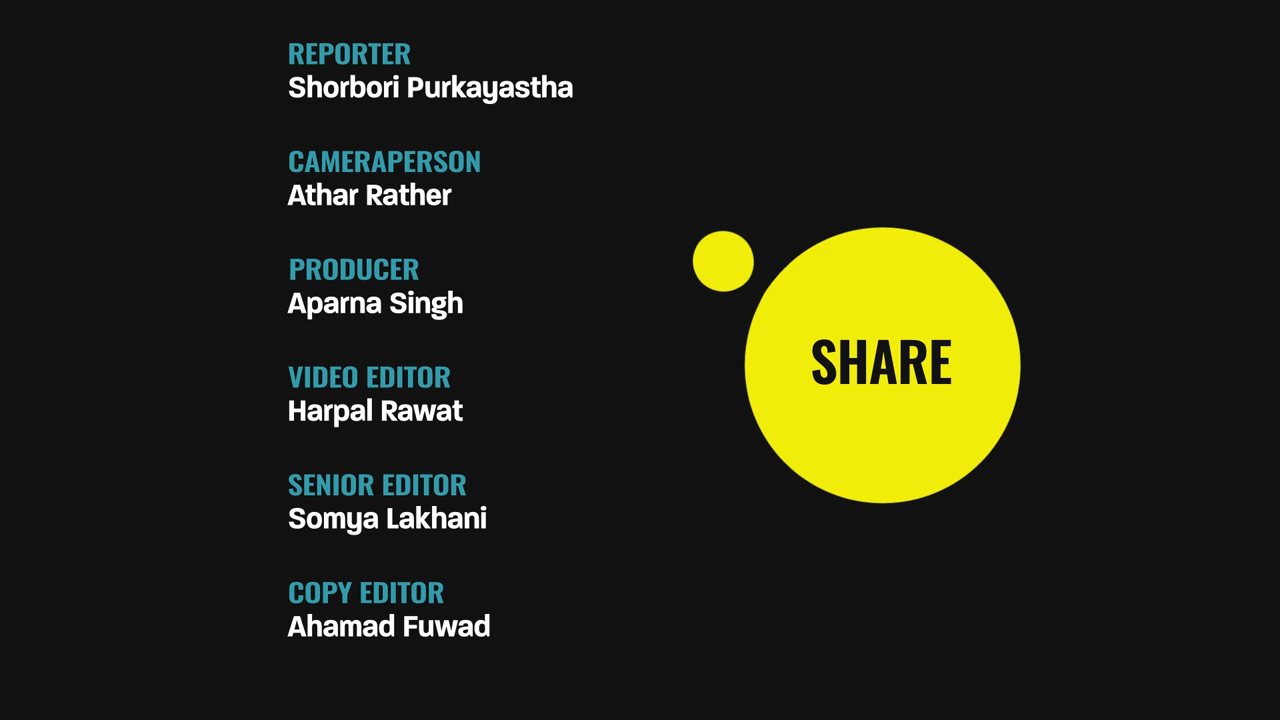 REPORTER
Shorbori Purkayastha
CAMERAPERSON
Athar Rather
PRODUCER
Aparna Singh
VIDEO EDITOR
Harpal Rawat
SENIOR EDITOR
Somya Lakhani
COPY EDITOR
Ahamad Fuwad
SHARE